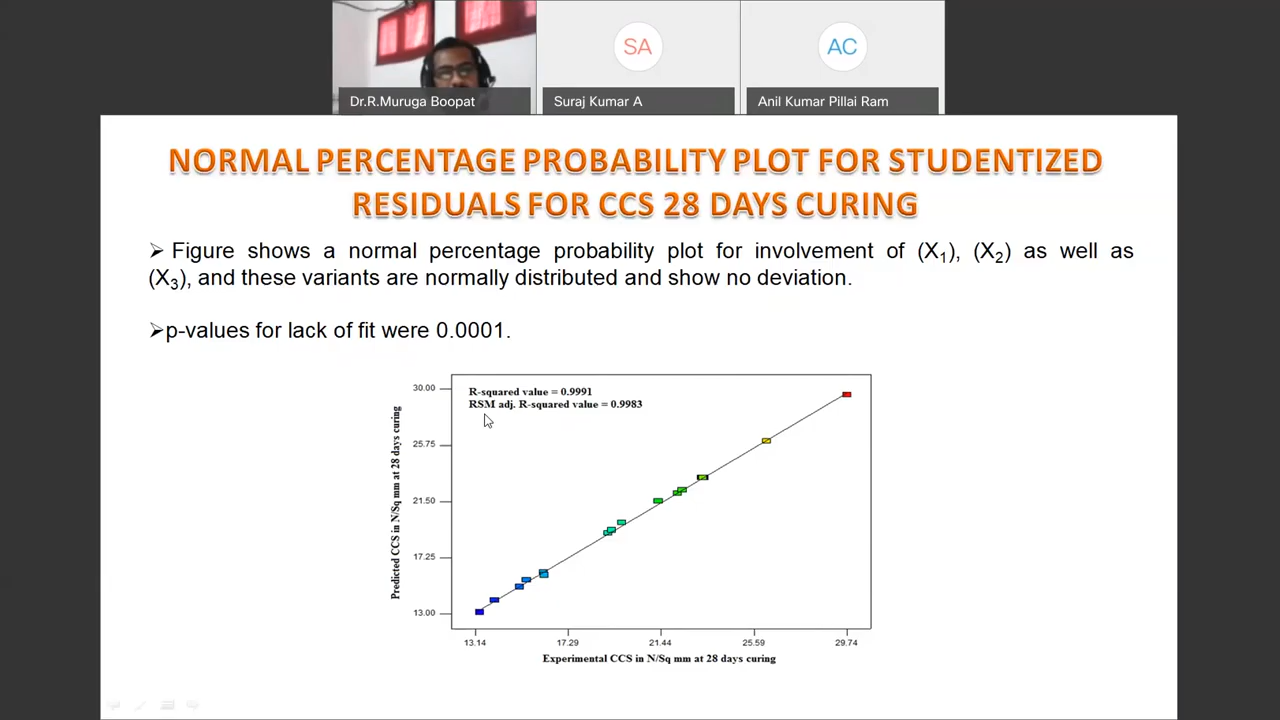 SA
AC
Dr.R.Muruga Boopat
Suraj Kumar A
Anil Kumar Pillai Ram
NORMAL PERCENTAGE PROBABILITY PLOT FOR STUDENTIZED
RESIDUALS FOR CCS 28 DAYS CURING
➢ Figure shows a normal percentage probability plot for involvement of (X₁), (X₂) as well as
(X₃), and these variants are normally distributed and show no deviation.
➢p-values for lack of fit were 0.0001.
R-squared value = 0.9991
RSM adj. R-squared value = 0.9983
Predicted CCS in N/Sq mm at 28 days curing
30.00
25.75
21.50
17.25
13.00
13.14 17.29 21.44 25.59 29.74
Experimental CCS in N/Sq mm at 28 days curing